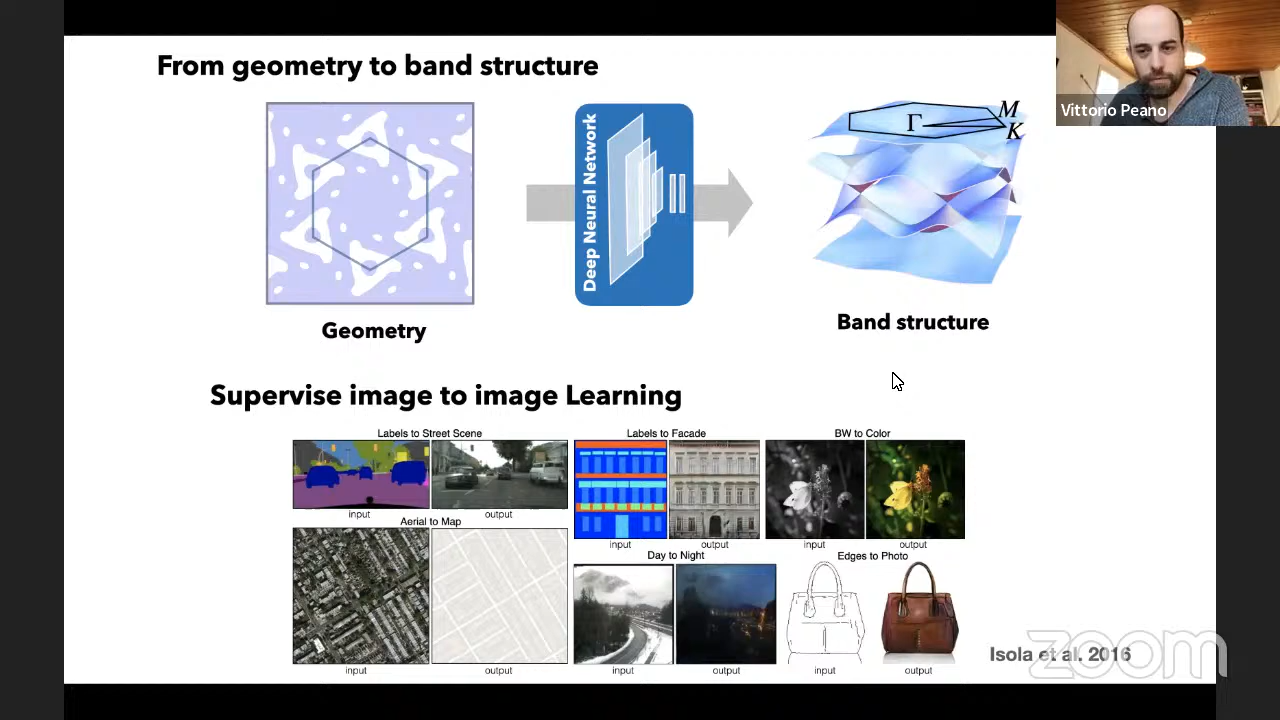 From geometry to band structure
Vittorio Peano
Deep Neural Network
Γ
M
K
Geometry
Band structure
Supervise image to image Learning
Labels to Street Scene
input
output
Labels to Facade
input
output
BW to Color
input
output
Aerial to Map
input
output
Day to Night
input
output
Edges to Photo
input
output
Isola et al. 2016
zoom